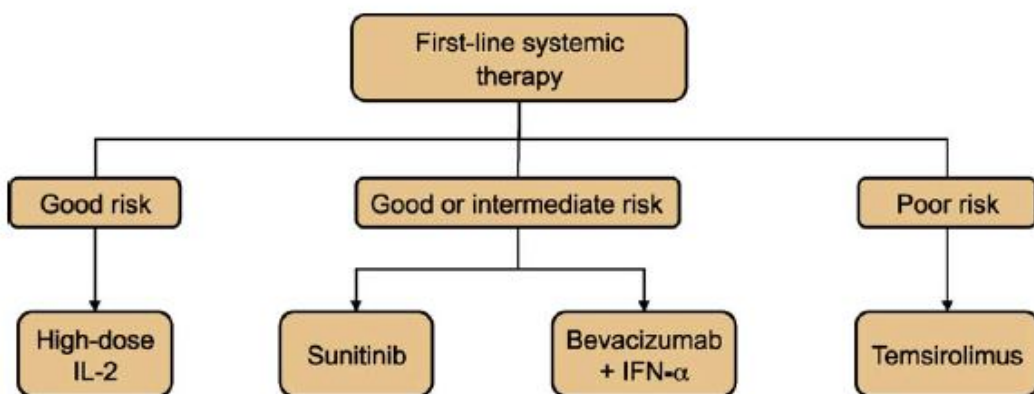 First-line systemic
therapy
Good risk
Good or intermediate risk
Poor risk
High-dose
IL-2
Sunitinib
Bevacizumab
+ IFN-α
Temsirolimus